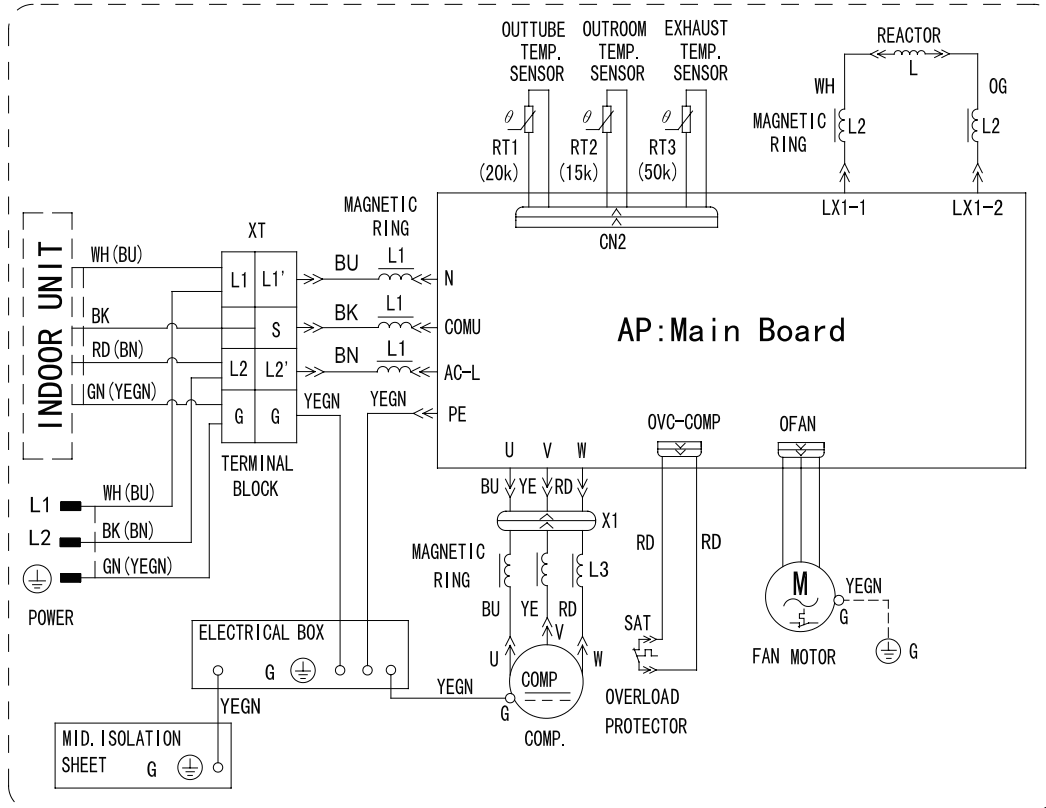 OUTTUBE
TEMP.
SENSOR
OUTROOM
TEMP.
SENSOR
EXHAUST
TEMP.
SENSOR
REACTOR
L
WH
OG
θ
RT1
(20k)
θ
RT2
(15k)
θ
RT3
(50k)
MAGNETIC
RING
L2
L2
LX1-1
LX1-2
CN2
AP:Main Board
INDOOR UNIT
WH(BU)
BK
RD(BN)
GN(YEGN)
XT
L1
L1'
S
L2
L2'
G
G
TERMINAL
BLOCK
MAGNETIC
RING
BU
L1
N
BK
L1
COMU
BN
L1
AC-L
YEGN
YEGN
PE
L1
WH(BU)
L2
BK(BN)
GN(YEGN)
POWER
U
V
W
BU
YE
RD
X1
MAGNETIC
RING
L3
BU
YE
RD
U
V
W
COMP
G
COMP.
YEGN
OVC-COMP
RD
RD
SAT
OVERLOAD
PROTECTOR
OFAN
M
G
YEGN
G
FAN MOTOR
ELECTRICAL BOX
G
YEGN
MID. ISOLATION
SHEET
G